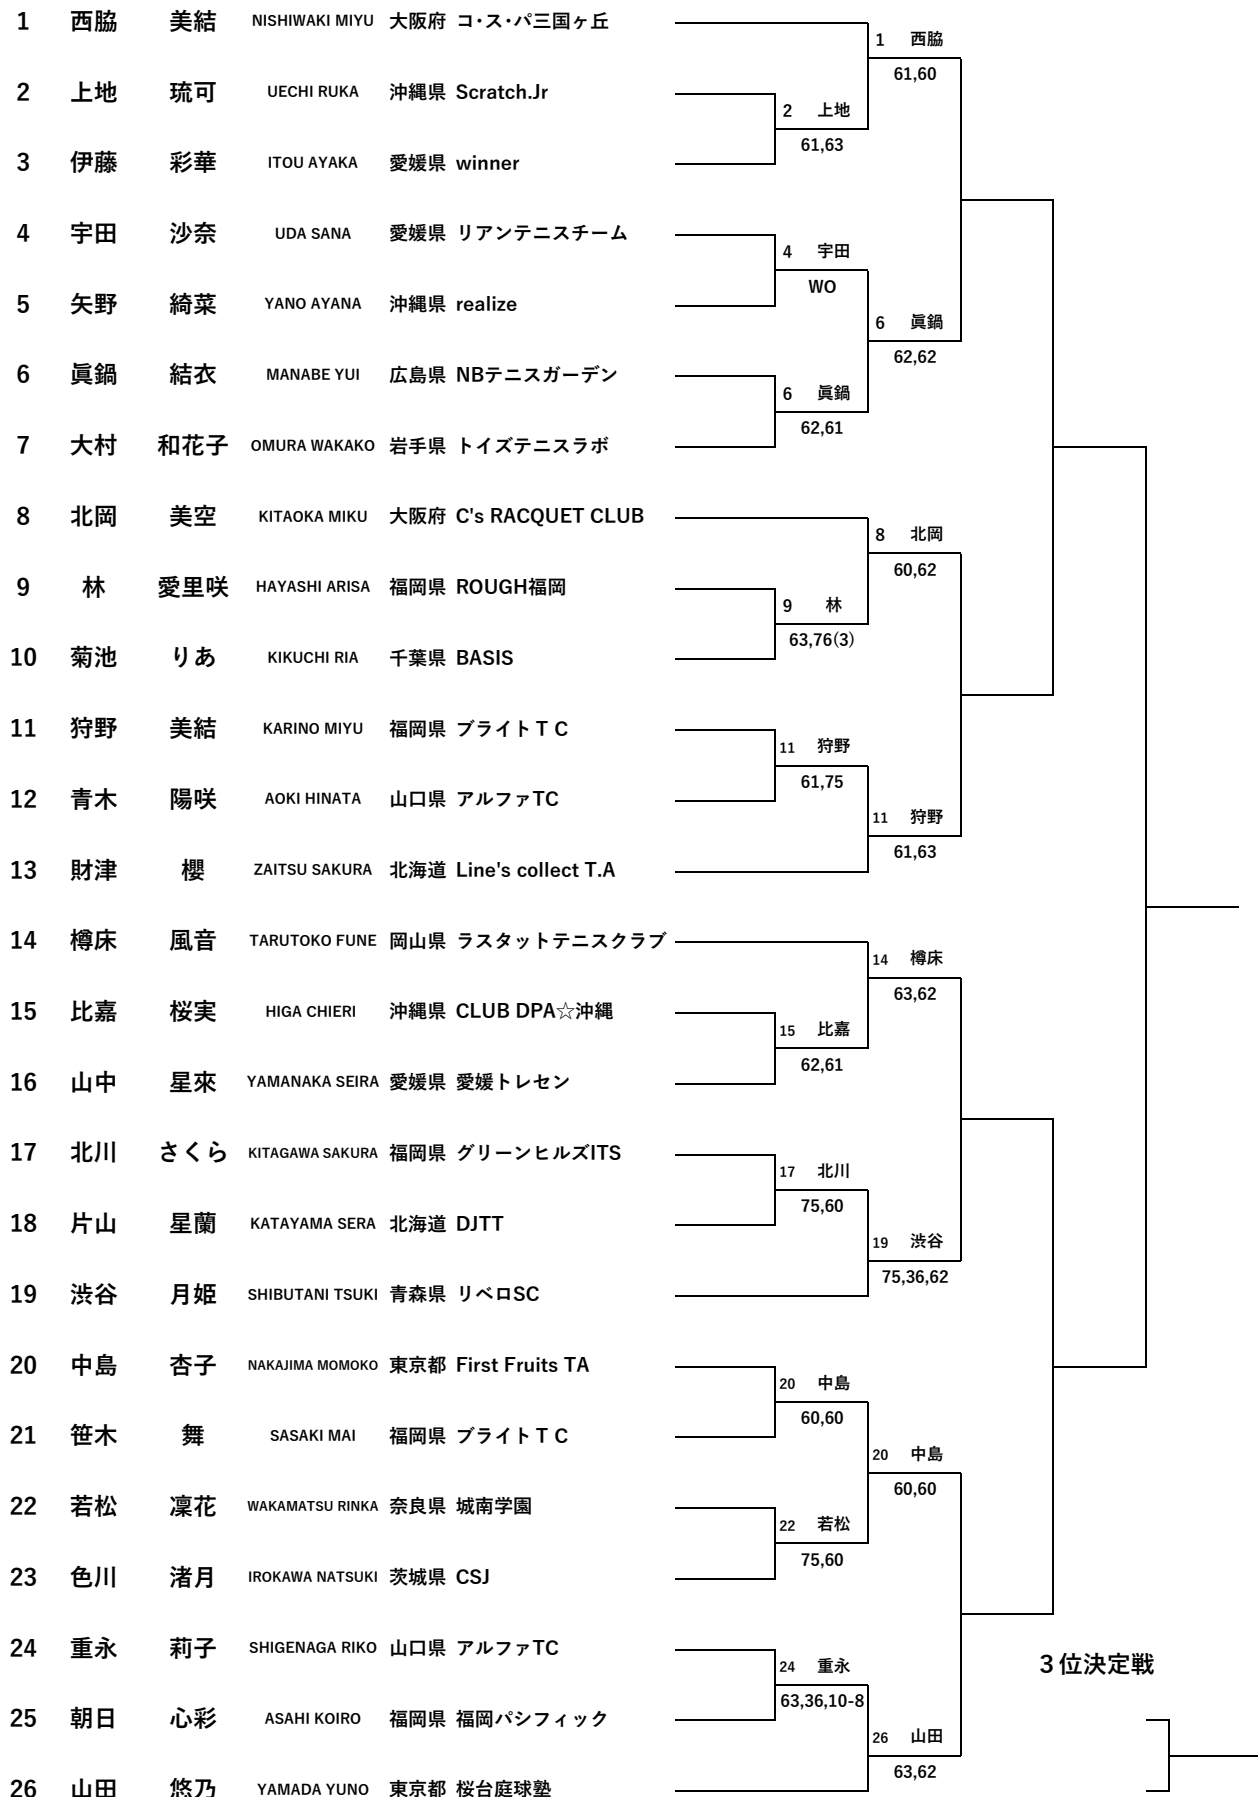 1 西脇 美結 NISHIWAKI MIYU 大阪府 コ・ス・パ三国ヶ丘
1 西脇
61,60
2 上地 琉可 UECHI RUKA 沖縄県 Scratch.Jr
2 上地
61,63
3 伊藤 彩華 ITOU AYAKA 愛媛県 winner
4 宇田 沙奈 UDA SANA 愛媛県 リアンテニスチーム
4 宇田
WO
5 矢野 綺菜 YANO AYANA 沖縄県 realize
6 眞鍋
62,62
6 眞鍋 結衣 MANABE YUI 広島県 NBテニスガーデン
6 眞鍋
62,61
7 大村 和花子 OMURA WAKAKO 岩手県 トイズテニスラボ
8 北岡 美空 KITAOKA MIKU 大阪府 C's RACQUET CLUB
8 北岡
60,62
9 林 愛里咲 HAYASHI ARISA 福岡県 ROUGH福岡
9 林
63,76(3)
10 菊池 りあ KIKUCHI RIA 千葉県 BASIS
11 狩野 美結 KARINO MIYU 福岡県 ブライトTC
11 狩野
61,75
12 青木 陽咲 AOKI HINATA 山口県 アルファTC
11 狩野
61,63
13 財津 櫻 ZAITSU SAKURA 北海道 Line's collect T.A
14 樽床 風音 TARUTOKO FUNE 岡山県 ラスタットテニスクラブ
14 樽床
63,62
15 比嘉 桜実 HIGA CHIERI 沖縄県 CLUB DPA☆沖縄
15 比嘉
62,61
16 山中 星來 YAMANAKA SEIRA 愛媛県 愛媛トレセン
17 北川 さくら KITAGAWA SAKURA 福岡県 グリーンヒルズITS
17 北川
75,60
18 片山 星蘭 KATAYAMA SERA 北海道 DJTT
19 渋谷
75,36,62
19 渋谷 月姫 SHIBUTANI TSUKI 青森県 リベロSC
20 中島 杏子 NAKAJIMA MOMOKO 東京都 First Fruits TA
20 中島
60,60
21 笹木 舞 SASAKI MAI 福岡県 ブライトTC
20 中島
60,60
22 若松 凜花 WAKAMATSU RINKA 奈良県 城南学園
22 若松
75,60
23 色川 渚月 IROKAWA NATSUKI 茨城県 CSJ
24 重永 莉子 SHIGENAGA RIKO 山口県 アルファTC
24 重永
63,36,10-8
３位決定戦
25 朝日 心彩 ASAHI KOIRO 福岡県 福岡パシフィック
26 山田
63,62
26 山田 悠乃 YAMADA YUNO 東京都 桜台庭球塾